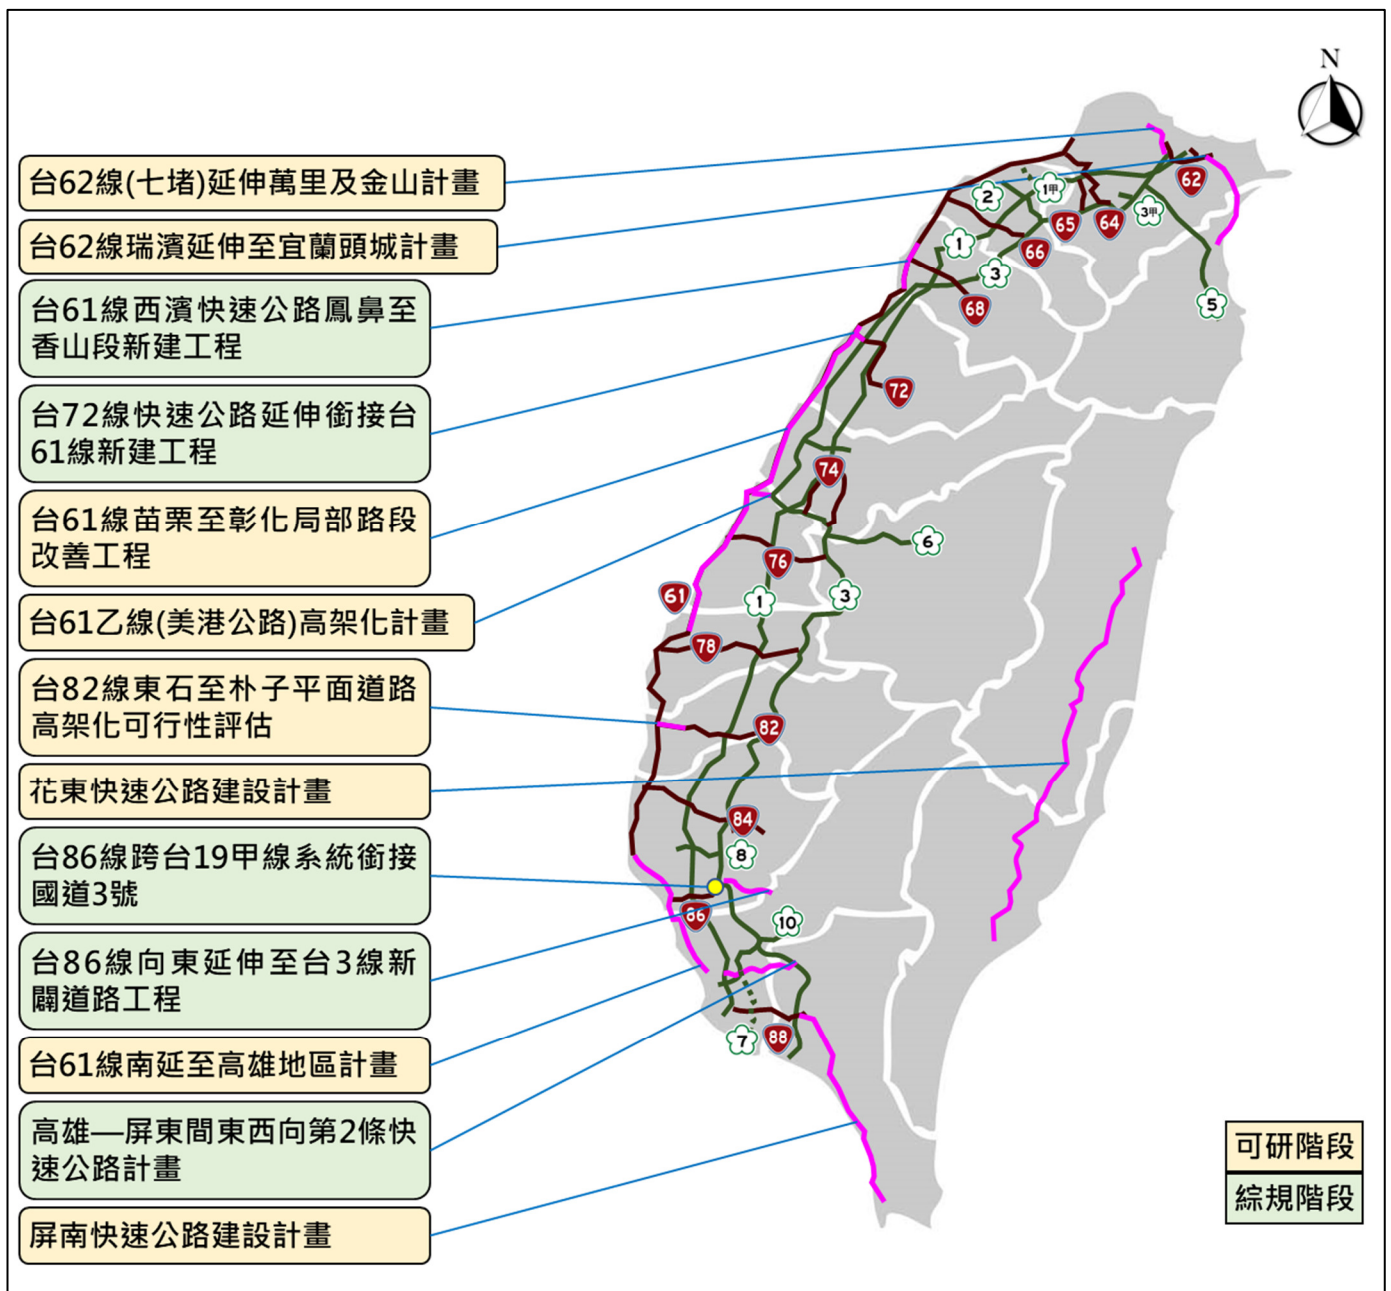 N
台62線(七堵)延伸萬里及金山計畫
台62線瑞濱延伸至宜蘭頭城計畫
台61線西濱快速公路鳳鼻至
香山段新建工程
台72線快速公路延伸銜接台
61線新建工程
台61線苗栗至彰化局部路段
改善工程
台61乙線(美港公路)高架化計畫
台82線東石至朴子平面道路
高架化可行性評估
花東快速公路建設計畫
台86線跨台19甲線系統銜接
國道3號
台86線向東延伸至台3線新
闢道路工程
台61線南延至高雄地區計畫
高雄—屏東間東西向第2條快
速公路計畫
屏南快速公路建設計畫
2
1甲
62
3甲
65
64
1
66
3
68
5
72
74
6
76
61
1
3
78
82
84
8
86
10
7
88
可研階段
綜規階段